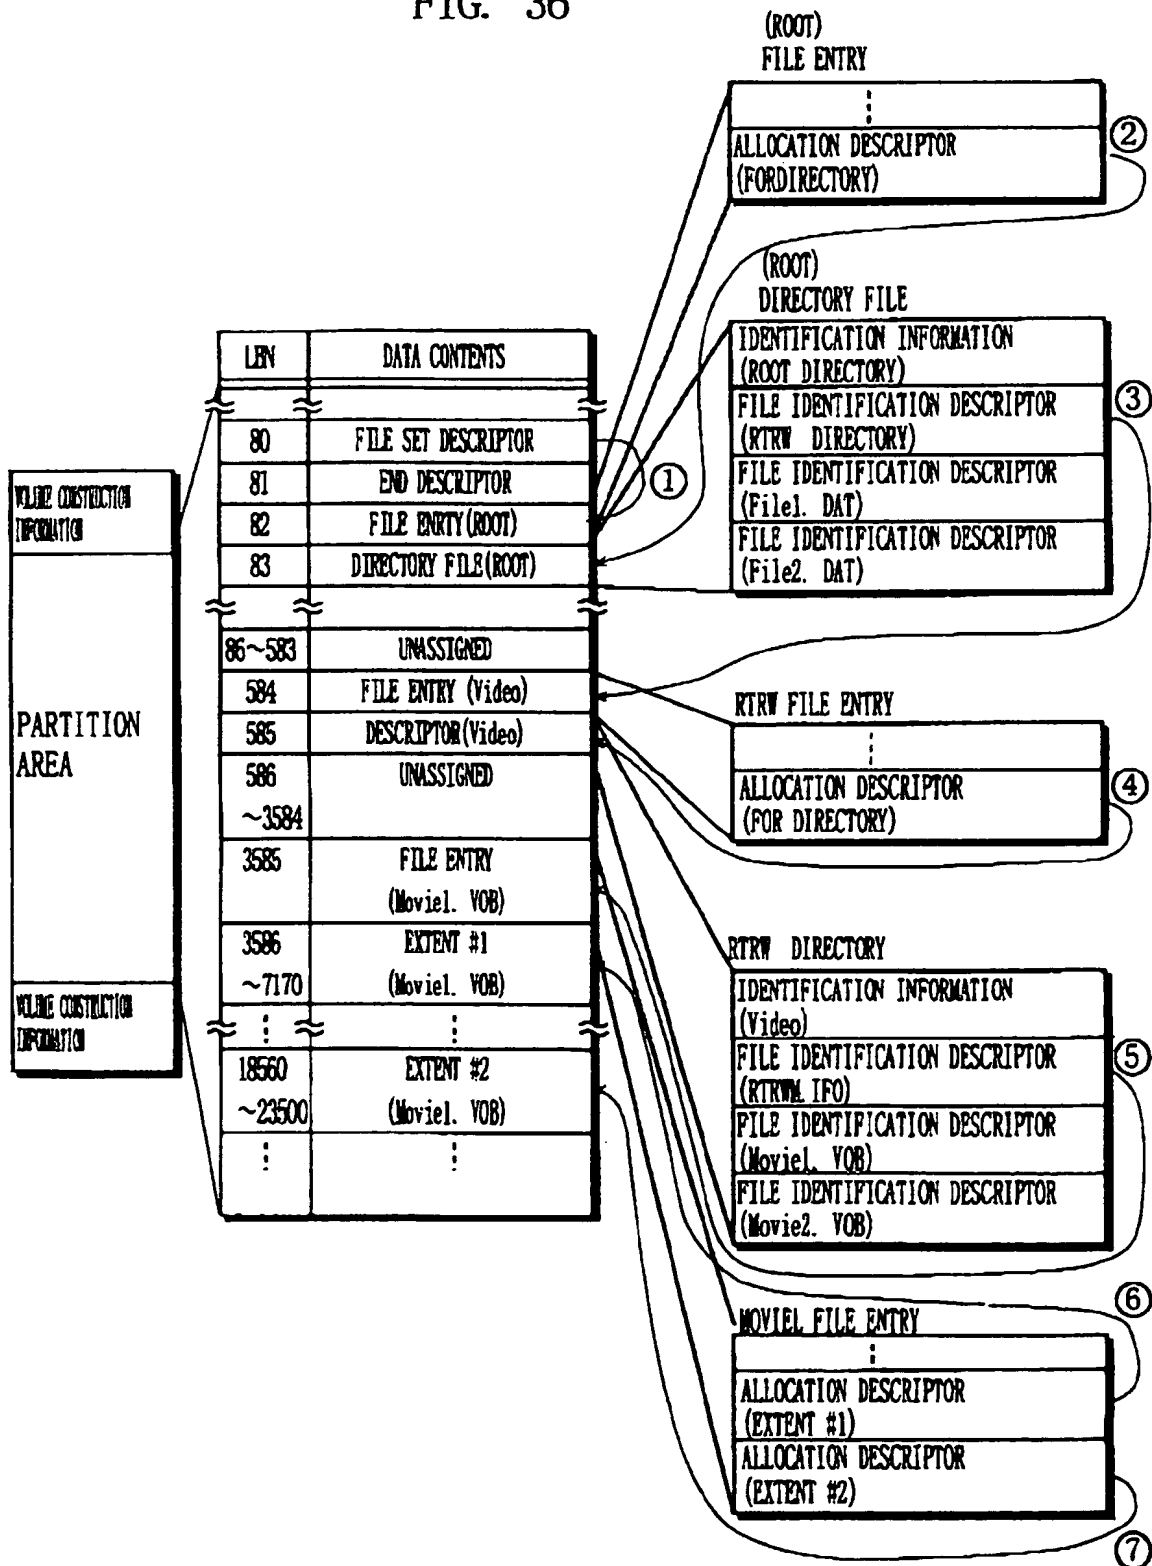 FIG. 36
(ROOT)
FILE ENTRY
ALLOCATION DESCRIPTOR
(FORDIRECTORY)
②
(ROOT)
DIRECTORY FILE
IDENTIFICATION INFORMATION
(ROOT DIRECTORY)
FILE IDENTIFICATION DESCRIPTOR
(RTRW DIRECTORY)
③
FILE IDENTIFICATION DESCRIPTOR
(File1. DAT)
FILE IDENTIFICATION DESCRIPTOR
(File2. DAT)
VOLUME CONSTRUCTION
INFORMATION
PARTITION
AREA
VOLUME CONSTRUCTION
INFORMATION
LBN DATA CONTENTS
80 FILE SET DESCRIPTOR
①
81 END DESCRIPTOR
82 FILE ENRTY(ROOT)
83 DIRECTORY FILE(ROOT)
86~583 UNASSIGNED
584 FILE ENTRY (Video)
585 DESCRIPTOR(Video)
586 UNASSIGNED
~3584
3585 FILE ENTRY
(Movie1. VOB)
3586 EXTENT #1
~7170 (Movie1. VOB)
18560 EXTENT #2
~23500 (Movie1. VOB)
RTRW FILE ENTRY
ALLOCATION DESCRIPTOR
(FOR DIRECTORY)
④
RTRW DIRECTORY
IDENTIFICATION INFORMATION
(Video)
FILE IDENTIFICATION DESCRIPTOR
(RTRWM.IFO)
⑤
FILE IDENTIFICATION DESCRIPTOR
(Movie1. VOB)
FILE IDENTIFICATION DESCRIPTOR
(Movie2. VOB)
⑥
MOVIE1 FILE ENTRY
ALLOCATION DESCRIPTOR
(EXTENT #1)
ALLOCATION DESCRIPTOR
(EXTENT #2)
⑦